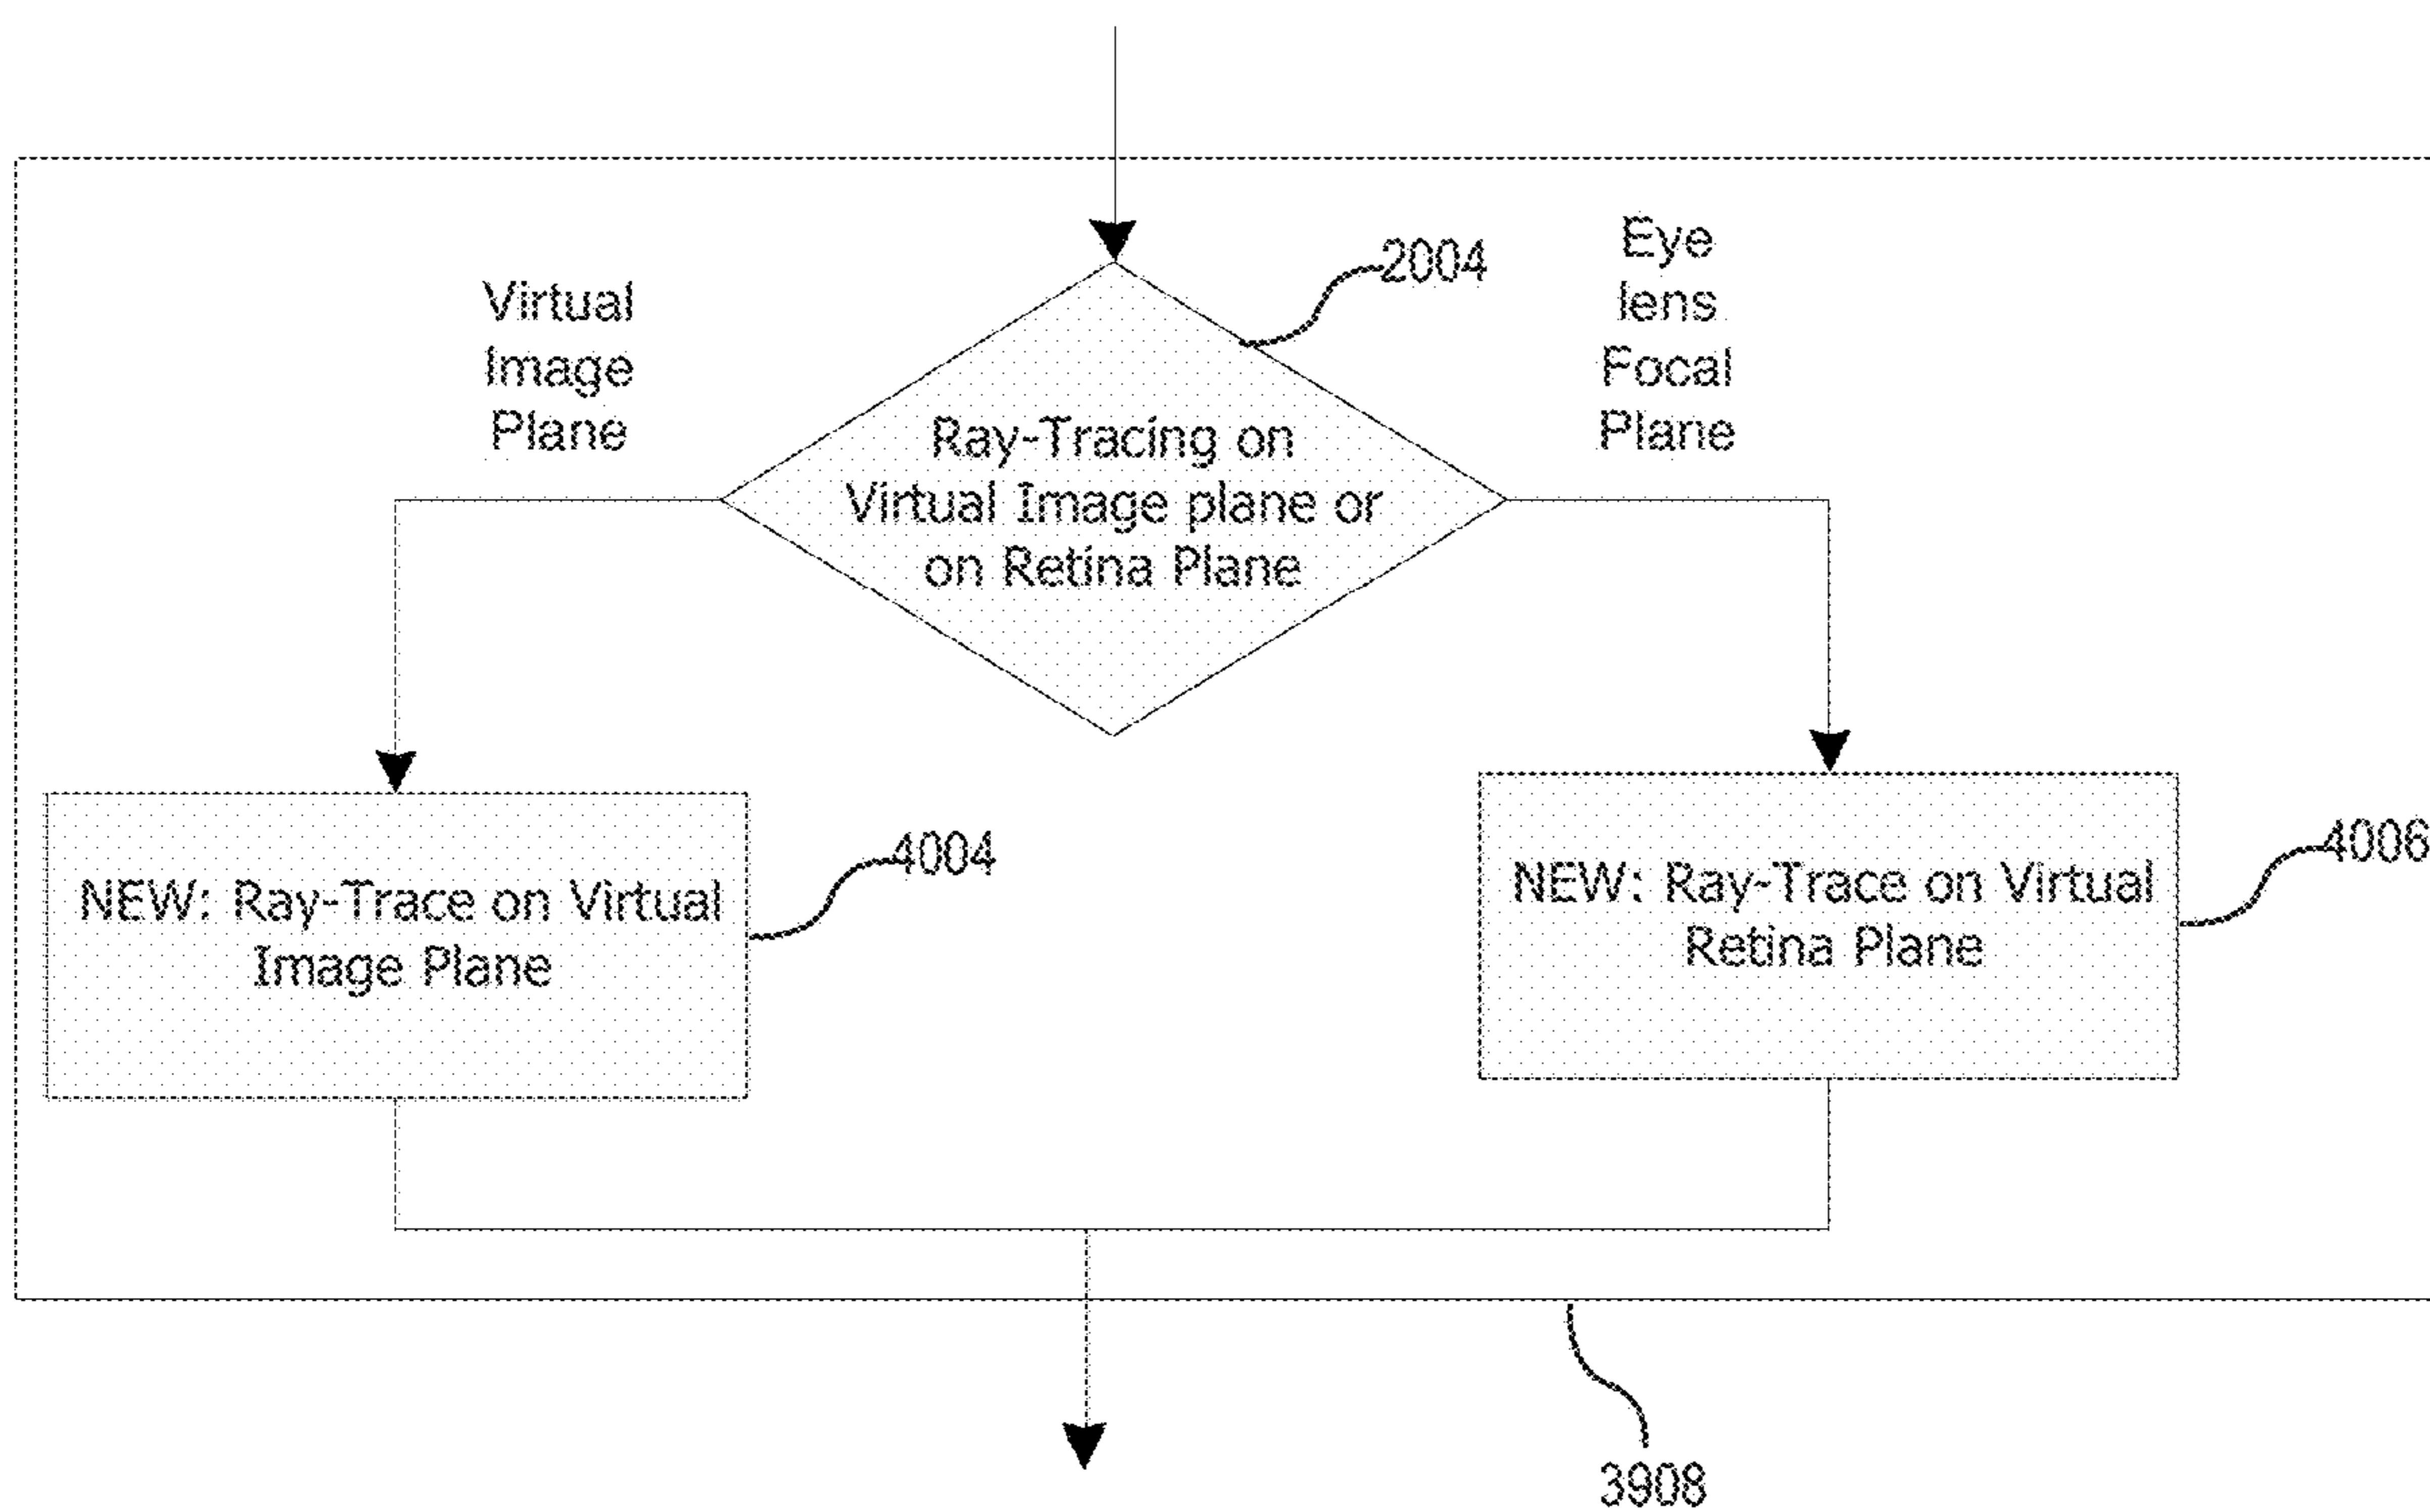 2004
Eye
lens
Focal
Plane
Virtual
Image
Plane
Ray-Tracing on
Virtual Image plane or
on Retina Plane
4004
4006
NEW: Ray-Trace on Virtual
Image Plane
NEW: Ray-Trace on Virtual
Retina Plane
3908